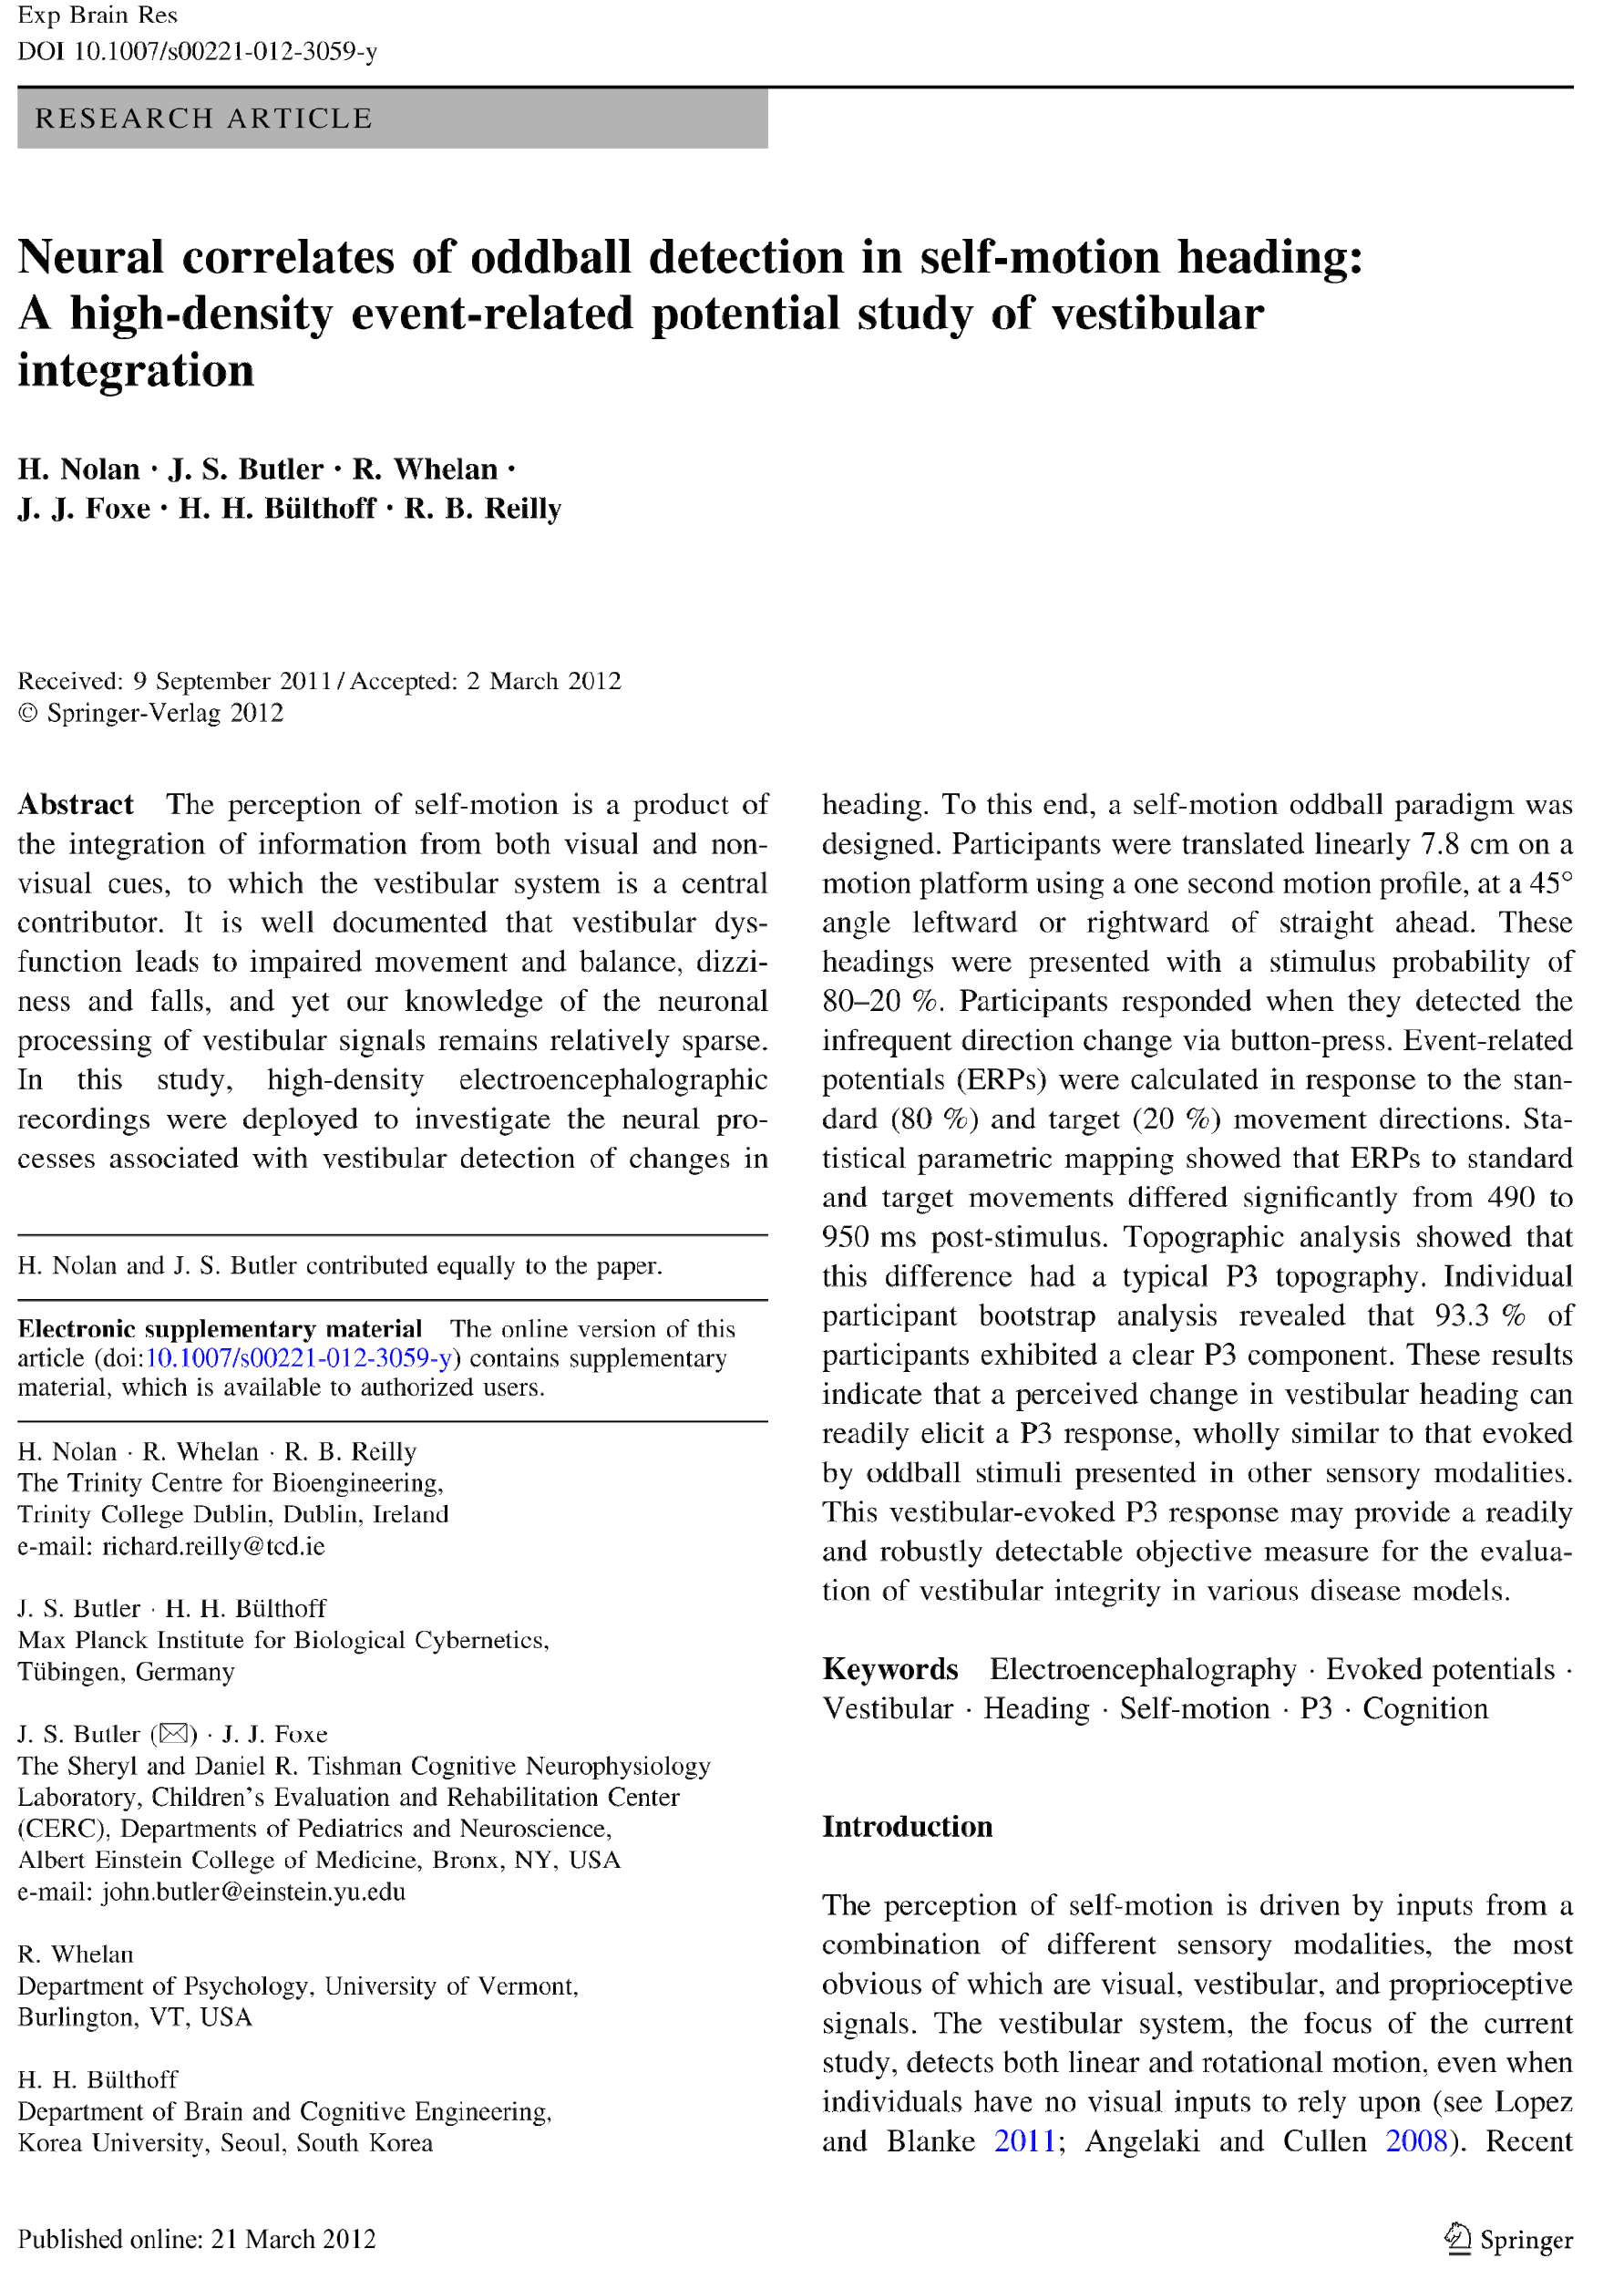 Exp Brain Res
DOI 10.1007/s00221-012-3059-y
RESEARCH ARTICLE
Neural correlates of oddball detection in self-motion heading:
A high-density event-related potential study of vestibular
integration
H. Nolan · J. S. Butler · R. Whelan ·
J. J. Foxe · H. H. Bülthoff · R. B. Reilly
Received: 9 September 2011 / Accepted: 2 March 2012
© Springer-Verlag 2012
Abstract The perception of self-motion is a product of
the integration of information from both visual and non-
visual cues, to which the vestibular system is a central
contributor. It is well documented that vestibular dys-
function leads to impaired movement and balance, dizzi-
ness and falls, and yet our knowledge of the neuronal
processing of vestibular signals remains relatively sparse.
In this study, high-density electroencephalographic
recordings were deployed to investigate the neural pro-
cesses associated with vestibular detection of changes in
H. Nolan and J. S. Butler contributed equally to the paper.
Electronic supplementary material The online version of this
article (doi:10.1007/s00221-012-3059-y) contains supplementary
material, which is available to authorized users.
H. Nolan · R. Whelan · R. B. Reilly
The Trinity Centre for Bioengineering,
Trinity College Dublin, Dublin, Ireland
e-mail: richard.reilly@tcd.ie
J. S. Butler · H. H. Bülthoff
Max Planck Institute for Biological Cybernetics,
Tübingen, Germany
J. S. Butler (✉) · J. J. Foxe
The Sheryl and Daniel R. Tishman Cognitive Neurophysiology
Laboratory, Children's Evaluation and Rehabilitation Center
(CERC), Departments of Pediatrics and Neuroscience,
Albert Einstein College of Medicine, Bronx, NY, USA
e-mail: john.butler@einstein.yu.edu
R. Whelan
Department of Psychology, University of Vermont,
Burlington, VT, USA
H. H. Bülthoff
Department of Brain and Cognitive Engineering,
Korea University, Seoul, South Korea
heading. To this end, a self-motion oddball paradigm was
designed. Participants were translated linearly 7.8 cm on a
motion platform using a one second motion profile, at a 45°
angle leftward or rightward of straight ahead. These
headings were presented with a stimulus probability of
80–20 %. Participants responded when they detected the
infrequent direction change via button-press. Event-related
potentials (ERPs) were calculated in response to the stan-
dard (80 %) and target (20 %) movement directions. Sta-
tistical parametric mapping showed that ERPs to standard
and target movements differed significantly from 490 to
950 ms post-stimulus. Topographic analysis showed that
this difference had a typical P3 topography. Individual
participant bootstrap analysis revealed that 93.3 % of
participants exhibited a clear P3 component. These results
indicate that a perceived change in vestibular heading can
readily elicit a P3 response, wholly similar to that evoked
by oddball stimuli presented in other sensory modalities.
This vestibular-evoked P3 response may provide a readily
and robustly detectable objective measure for the evalua-
tion of vestibular integrity in various disease models.
Keywords Electroencephalography · Evoked potentials ·
Vestibular · Heading · Self-motion · P3 · Cognition
Introduction
The perception of self-motion is driven by inputs from a
combination of different sensory modalities, the most
obvious of which are visual, vestibular, and proprioceptive
signals. The vestibular system, the focus of the current
study, detects both linear and rotational motion, even when
individuals have no visual inputs to rely upon (see Lopez
and Blanke 2011; Angelaki and Cullen 2008). Recent
Published online: 21 March 2012
Springer